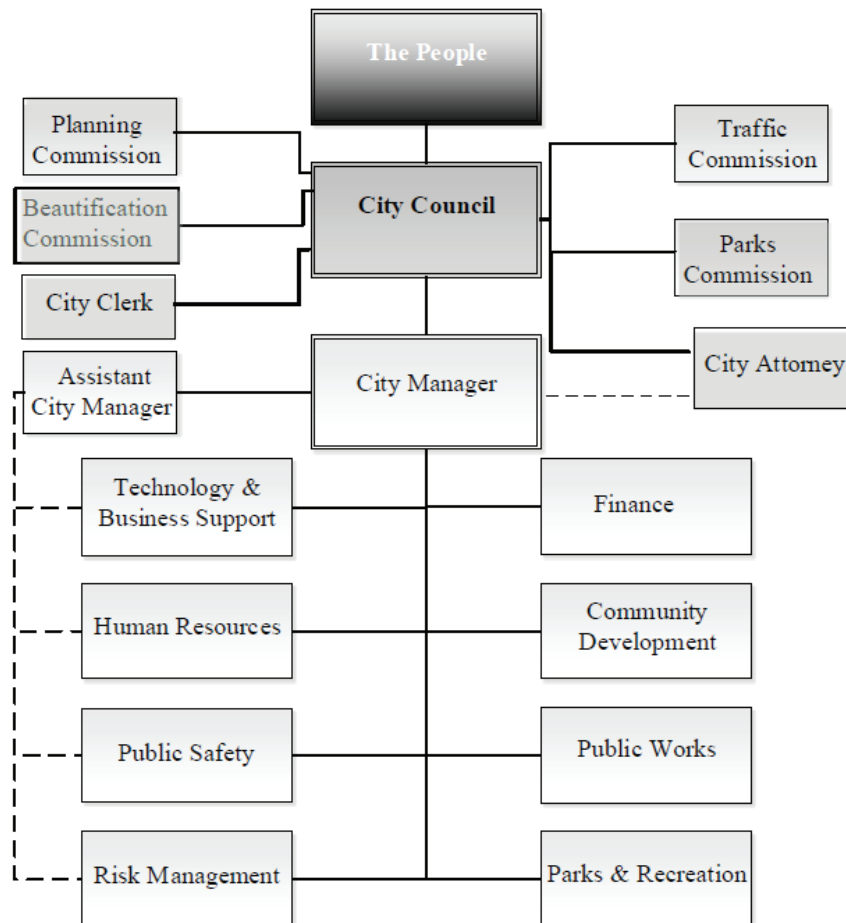 The People
Planning
Commission
Traffic
Commission
Beautification
Commission
City Council
Parks
Commission
City Clerk
City Attorney
Assistant
City Manager
City Manager
Technology &
Business Support
Finance
Human Resources
Community
Development
Public Safety
Public Works
Risk Management
Parks & Recreation